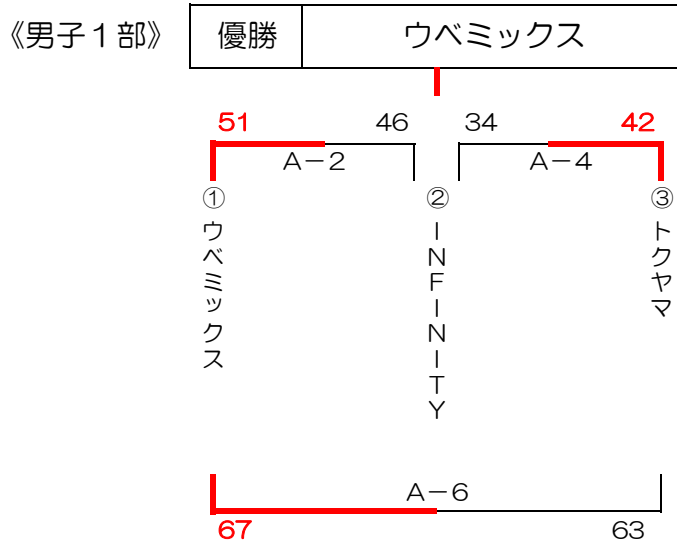 《男子1部》 優勝 ウベミックス
51 46 34 42
A-2 A-4
① ② ③
ウベミックス
INFINITY
トクヤマ
A-6
67 63